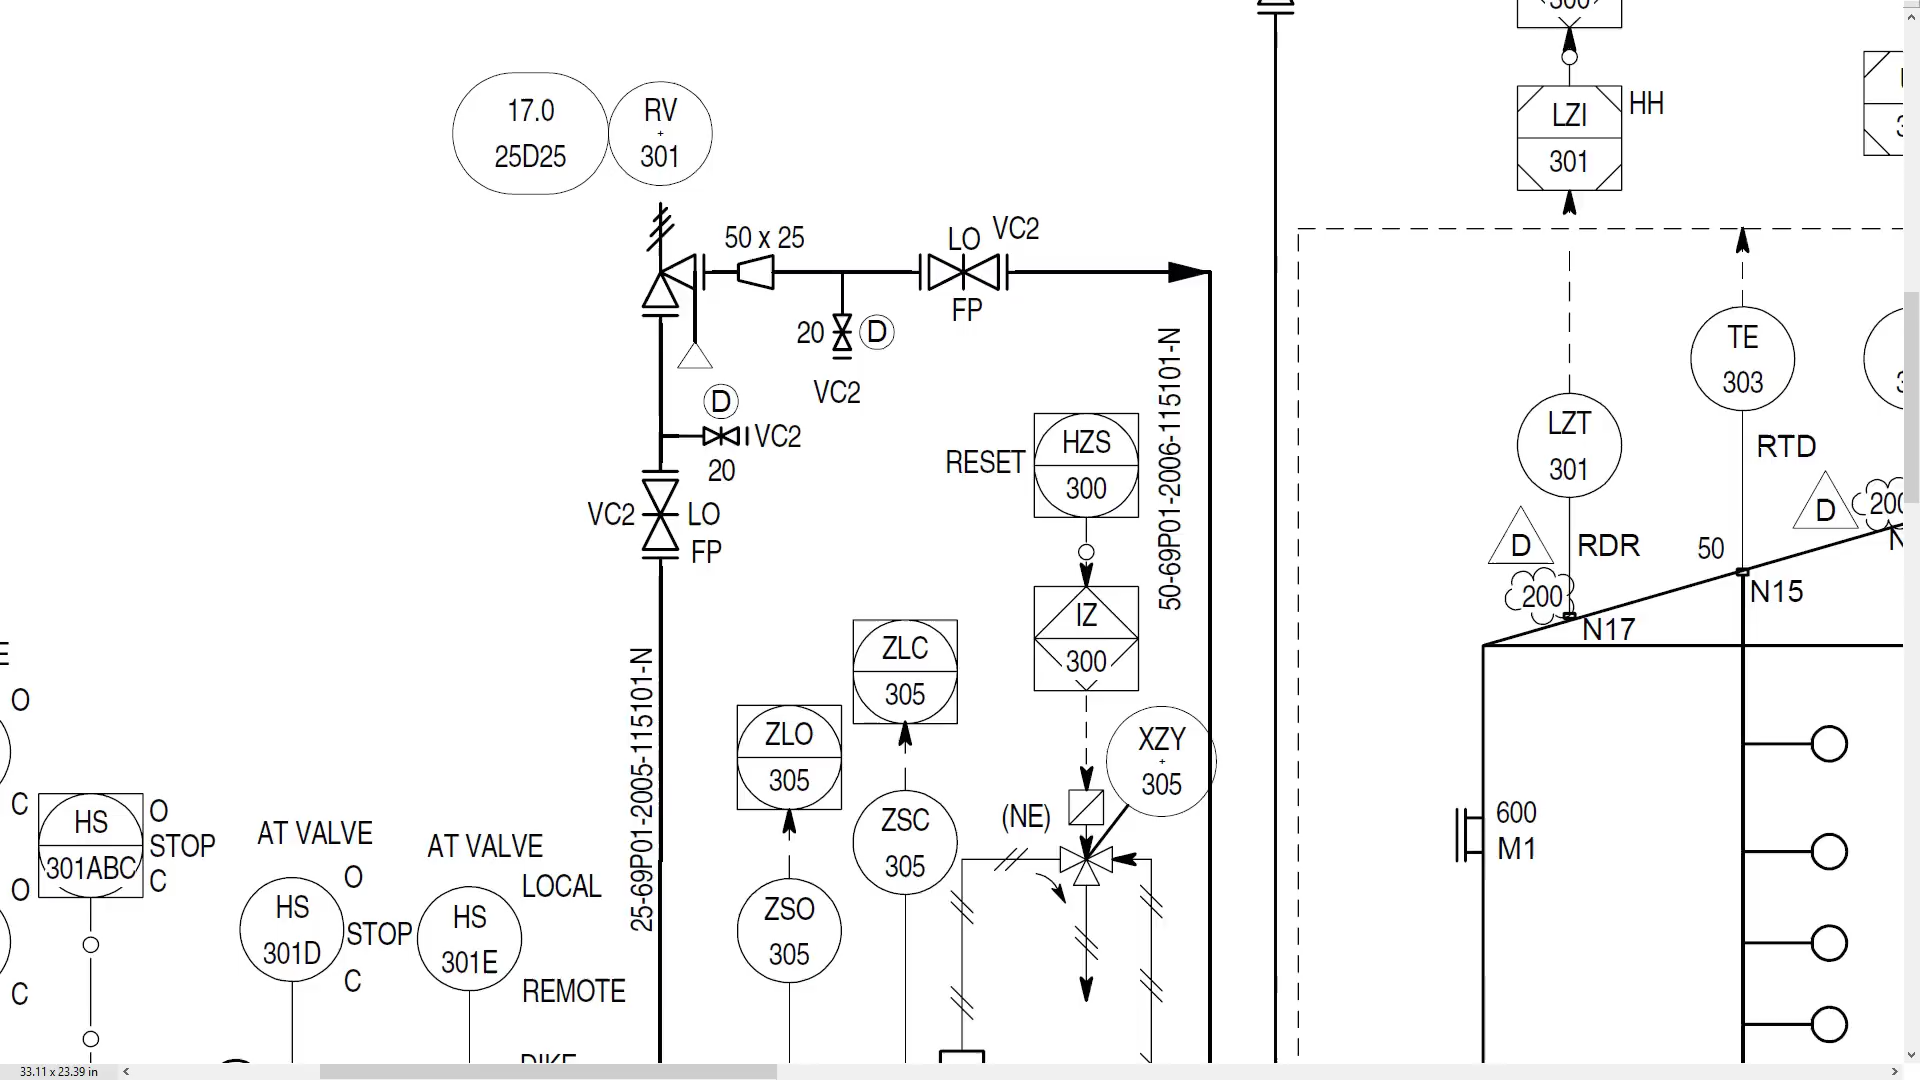 300
17.0
25D25
RV
301
LZI
301
HH
50 x 25
LO
VC2
FP
20
D
VC2
D
VC2
20
VC2
LO
FP
RESET
HZS
300
50-69P01-2006-115101-N
TE
303
LZT
301
RTD
D
RDR
200
N17
50
N15
D
200
IZ
300
ZLC
305
ZLO
305
XZY
305
(NE)
25-69P01-2005-115101-N
ZSC
305
ZSO
305
O
C
O
C
HS
301ABC
O
STOP
C
AT VALVE
HS
301D
O
STOP
C
AT VALVE
HS
301E
LOCAL
REMOTE
DIKE
600
M1
33.11 x 23.39 in